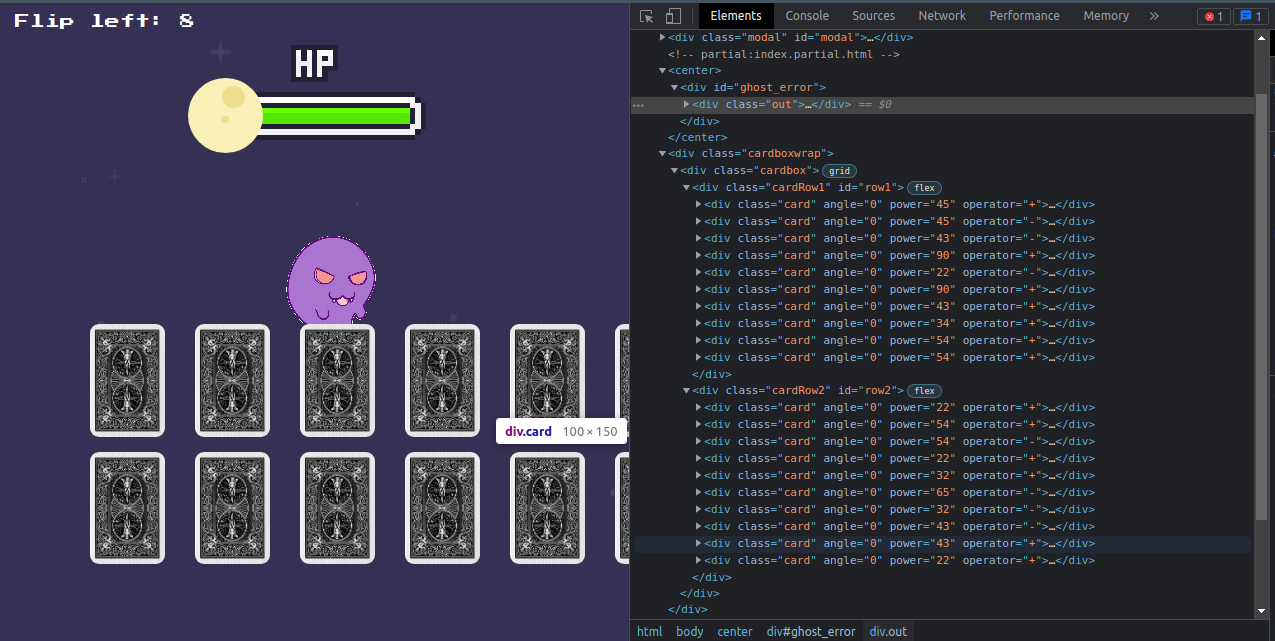 Flip left: 8
HP
div.card 100 × 150
Elements Console Sources Network Performance Memory » 1 1
▶<div class="modal" id="modal">…</div>
<!-- partial:index.partial.html -->
▼<center>
▼<div id="ghost_error">
… ▶<div class="out">…</div> == $0
</div>
</center>
▼<div class="cardboxwrap">
▼<div class="cardbox"> grid
▼<div class="cardRow1" id="row1"> flex
▶<div class="card" angle="0" power="45" operator="+">…</div>
▶<div class="card" angle="0" power="45" operator="-">…</div>
▶<div class="card" angle="0" power="43" operator="-">…</div>
▶<div class="card" angle="0" power="90" operator="+">…</div>
▶<div class="card" angle="0" power="22" operator="-">…</div>
▶<div class="card" angle="0" power="90" operator="+">…</div>
▶<div class="card" angle="0" power="43" operator="+">…</div>
▶<div class="card" angle="0" power="34" operator="+">…</div>
▶<div class="card" angle="0" power="54" operator="+">…</div>
▶<div class="card" angle="0" power="54" operator="+">…</div>
</div>
▼<div class="cardRow2" id="row2"> flex
▶<div class="card" angle="0" power="22" operator="+">…</div>
▶<div class="card" angle="0" power="54" operator="+">…</div>
▶<div class="card" angle="0" power="54" operator="-">…</div>
▶<div class="card" angle="0" power="22" operator="+">…</div>
▶<div class="card" angle="0" power="32" operator="+">…</div>
▶<div class="card" angle="0" power="65" operator="-">…</div>
▶<div class="card" angle="0" power="32" operator="-">…</div>
▶<div class="card" angle="0" power="43" operator="-">…</div>
▶<div class="card" angle="0" power="43" operator="+">…</div>
▶<div class="card" angle="0" power="22" operator="+">…</div>
</div>
</div>
</div>
html body center div#ghost_error div.out